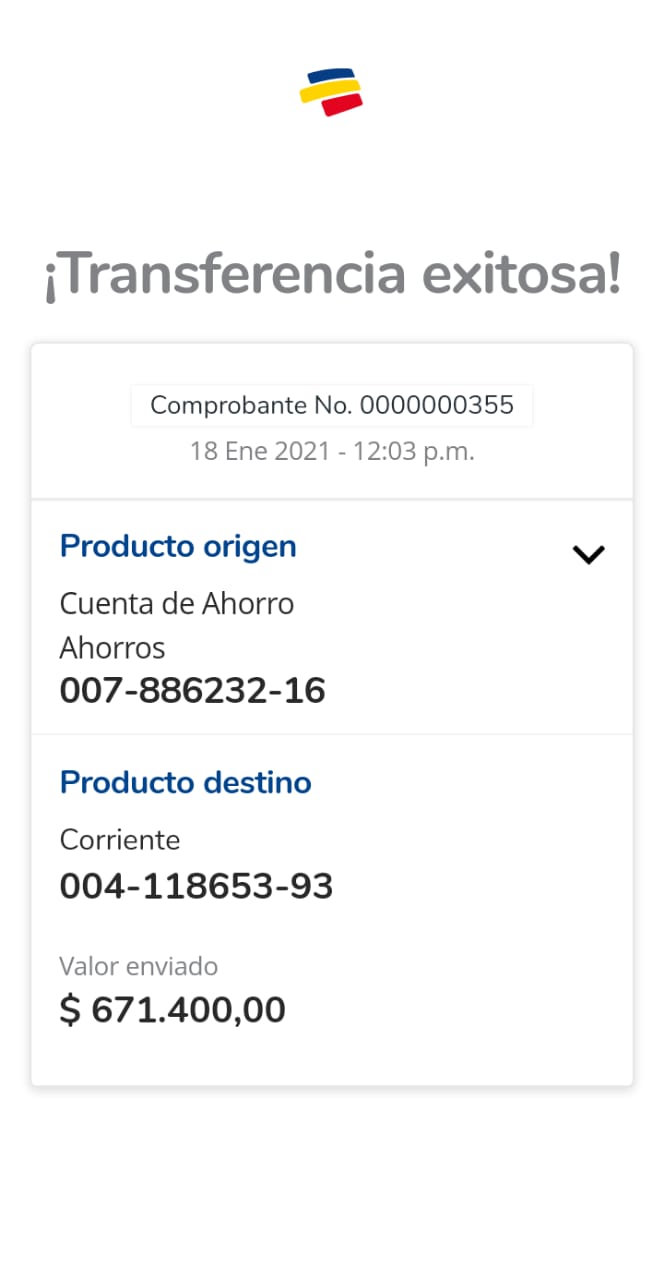 ¡Transferencia exitosa!
Comprobante No. 0000000355
18 Ene 2021 - 12:03 p.m.
Producto origen
Cuenta de Ahorro
Ahorros
007-886232-16
Producto destino
Corriente
004-118653-93
Valor enviado
$ 671.400,00